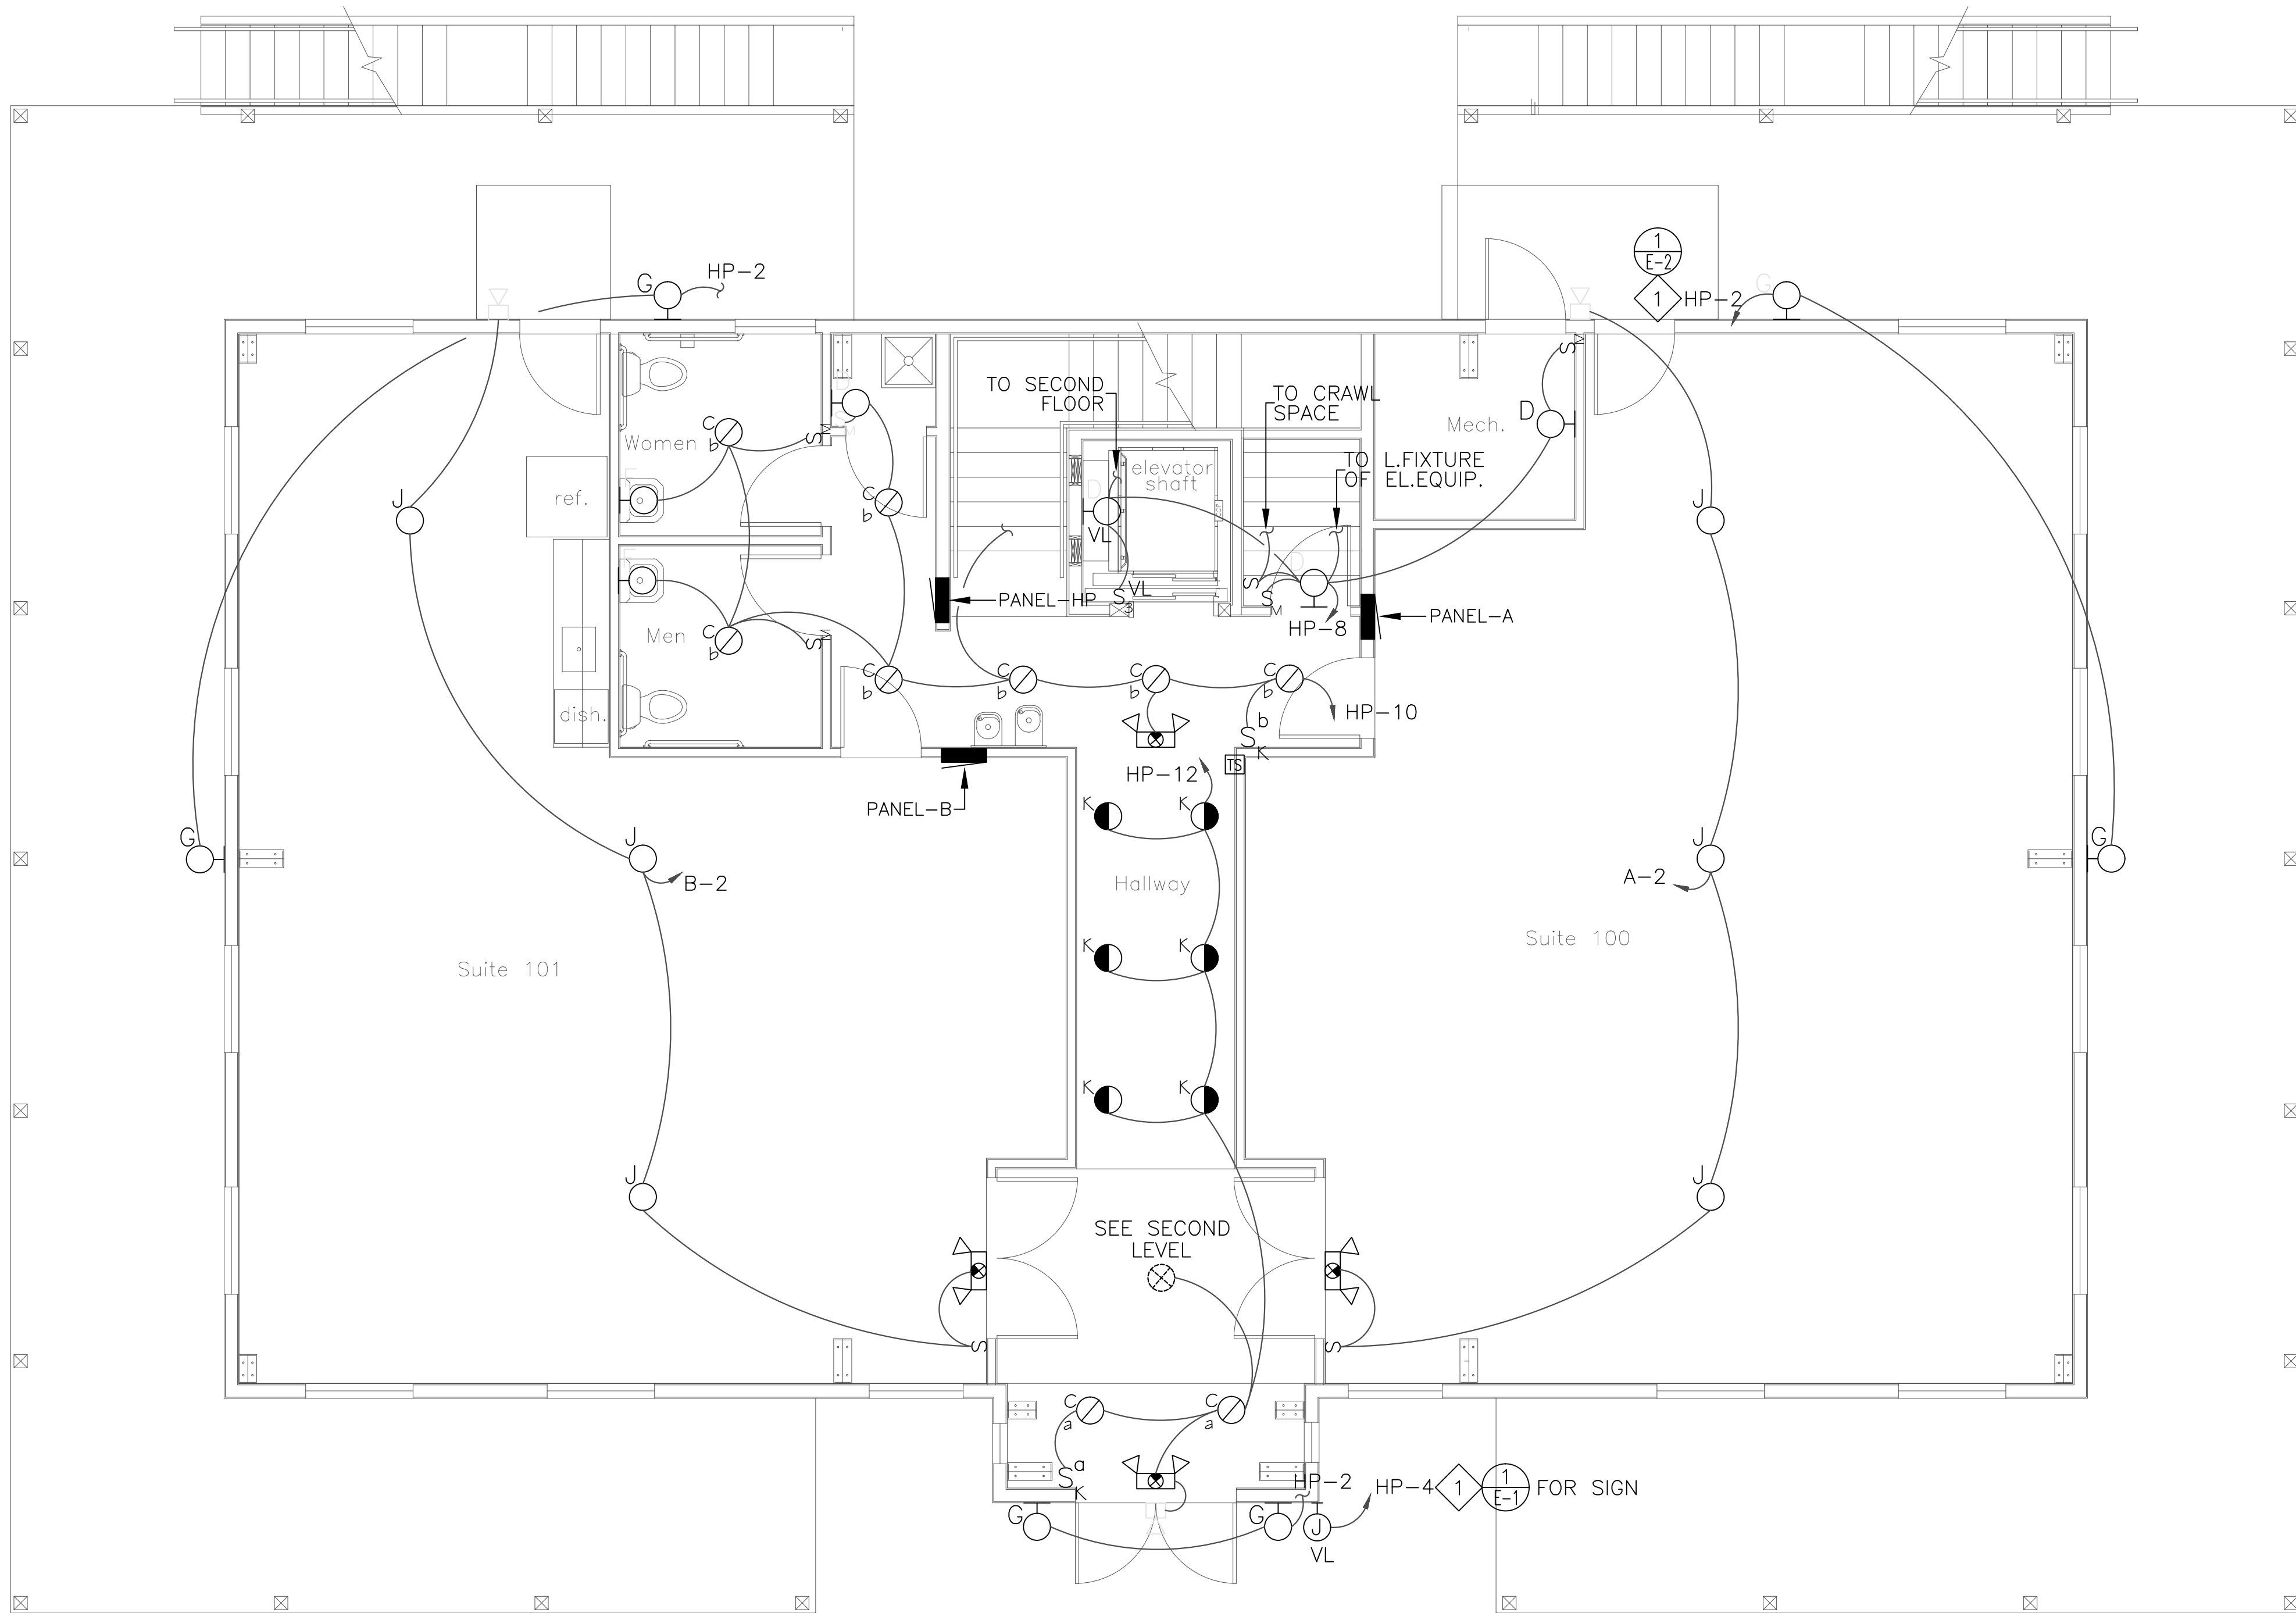 1
E-2
G
HP-2
1
HP-2
G
S
M
TO SECOND
FLOOR
TO CRAWL
SPACE
D
Mech.
C
b
Women
S
M
D
S
M
TO L.FIXTURE
OF EL.EQUIP.
elevator
shaft
D
ref.
C
b
J
J
VL
D
S
VL
3
S
S
M
PANEL-HP
HP-8
PANEL-A
Men
C
b
S
M
C
b
C
b
C
b
C
b
HP-10
dish.
S
b
K
TS
HP-12
PANEL-B
K
K
G
J
J
G
B-2
Hallway
A-2
Suite 101
K
K
Suite 100
K
K
J
J
SEE SECOND
LEVEL
S
S
C
a
C
a
S
a
K
HP-2
HP-4
1
1
E-1
FOR SIGN
G
G
J
VL